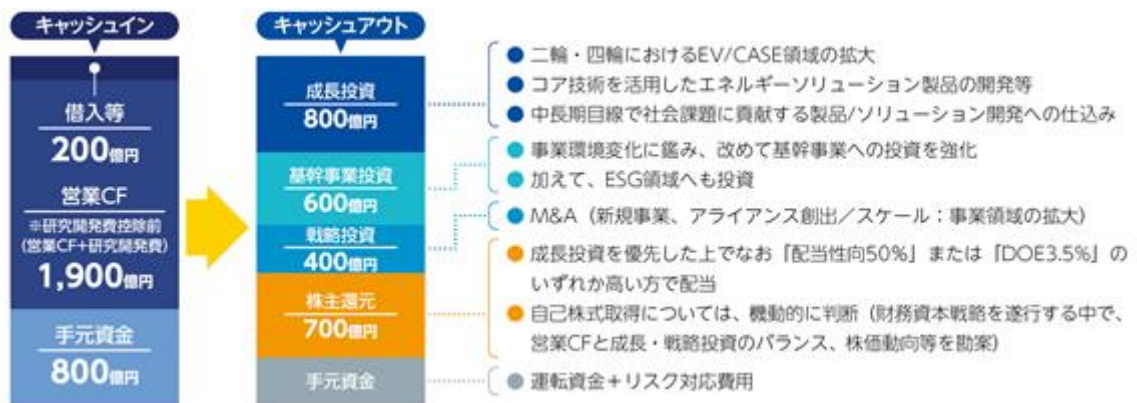 キャッシュイン
借入等
200億円
営業CF
※研究開発費控除前
(営業CF+研究開発費)
1,900億円
手元資金
800億円
キャッシュアウト
成長投資
800億円
基幹事業投資
600億円
戦略投資
400億円
株主還元
700億円
手元資金
● 二輪・四輪におけるEV/CASE領域の拡大
● コア技術を活用したエネルギーソリューション製品の開発等
● 中長期目線で社会課題に貢献する製品/ソリューション開発への仕込み
● 事業環境変化に鑑み、改めて基幹事業への投資を強化
● 加えて、ESG領域へも投資
● M&A（新規事業、アライアンス創出／スケール：事業領域の拡大）
● 成長投資を優先した上でなお「配当性向50%」または「DOE3.5%」の
いずれか高い方で配当
● 自己株式取得については、機動的に判断（財務資本戦略を遂行する中で、
営業CFと成長・戦略投資のバランス、株価動向等を勘案）
● 運転資金＋リスク対応費用